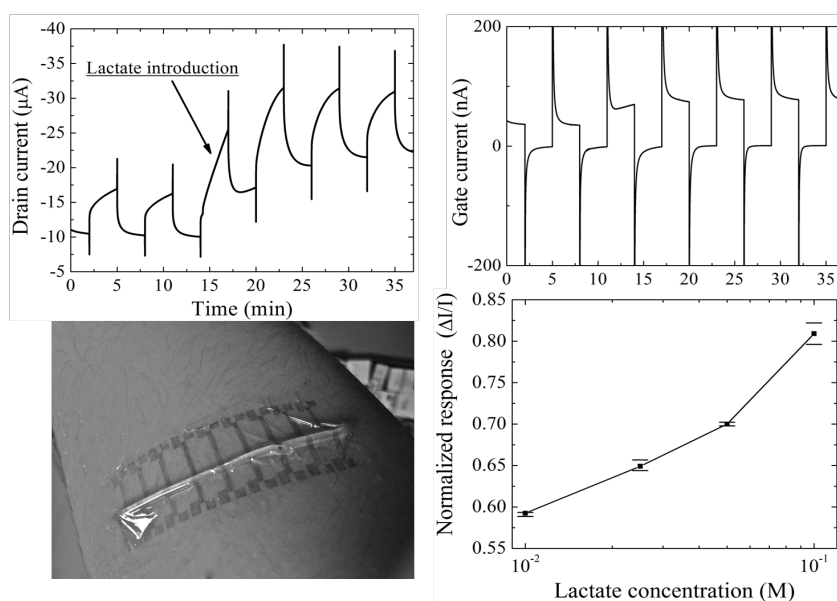 -40
-35
-30
-25
-20
-15
-10
-5
Drain current (µA)
Lactate introduction
0 5 10 15 20 25 30 35
Time (min)
200
100
0
-200
Gate current (nA)
0 5 10 15 20 25 30 35
0.85
0.80
0.70
0.65
0.60
0.55
Normalized response (ΔI/I)
10⁻² 10⁻¹
Lactate concentration (M)